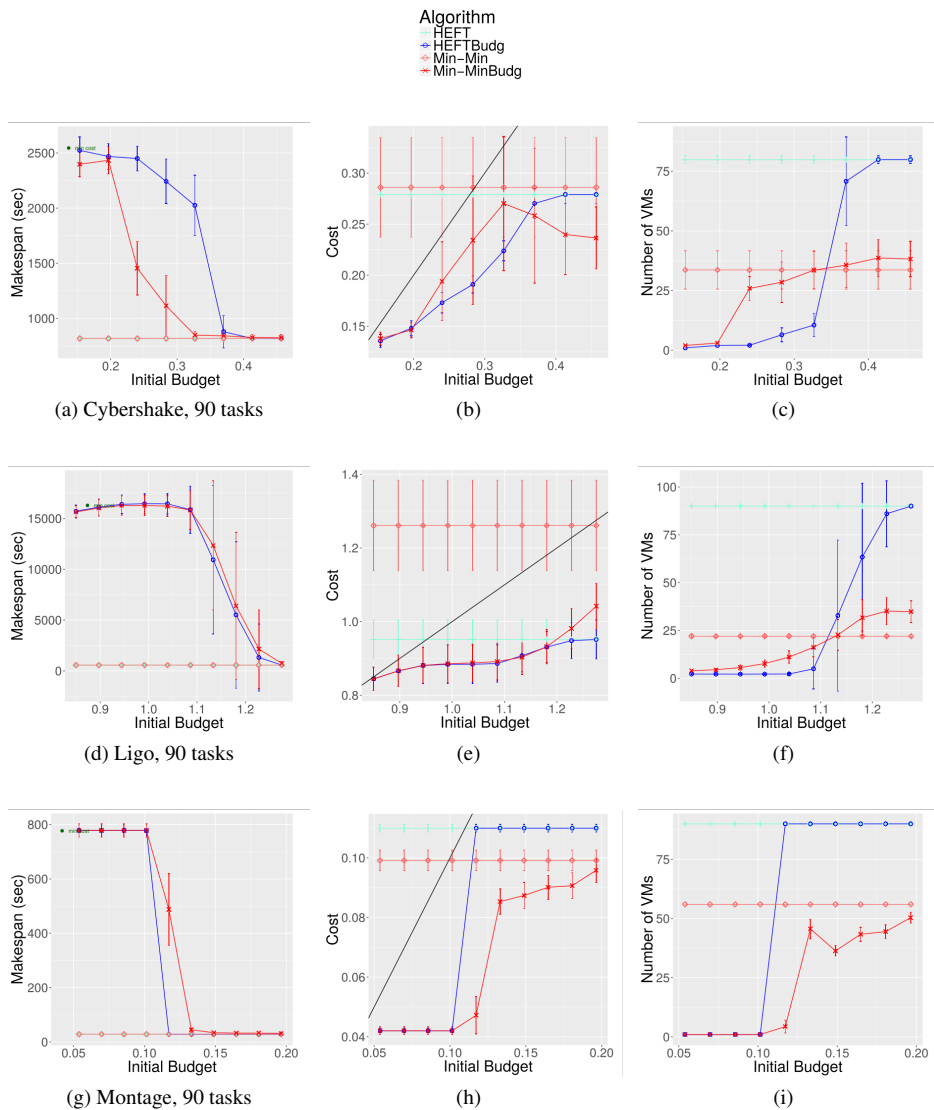 Algorithm
HEFT
HEFTBudg
Min−Min
Min−MinBudg
Makespan (sec)
2500
2000
1500
1000
min cost
0.2 0.3 0.4
Initial Budget
Cost
0.30
0.25
0.20
0.15
0.2 0.3 0.4
Initial Budget
Number of VMs
75
50
25
0
0.2 0.3 0.4
Initial Budget
(a) Cybershake, 90 tasks
(b)
(c)
Makespan (sec)
15000
10000
5000
0
0.9 1.0 1.1 1.2
Initial Budget
Cost
1.4
1.2
1.0
0.8
0.9 1.0 1.1 1.2
Initial Budget
Number of VMs
100
75
50
25
0
0.9 1.0 1.1 1.2
Initial Budget
(d) Ligo, 90 tasks
(e)
(f)
Makespan (sec)
800
600
400
200
0
0.05 0.10 0.15 0.20
Initial Budget
Cost
0.10
0.08
0.06
0.04
0.05 0.10 0.15 0.20
Initial Budget
Number of VMs
75
50
25
0
0.05 0.10 0.15 0.20
Initial Budget
(g) Montage, 90 tasks
(h)
(i)